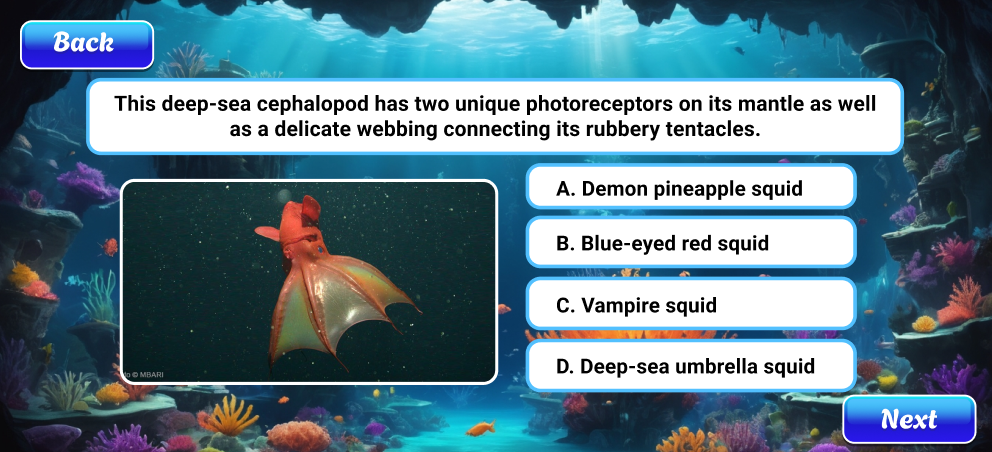 Back
This deep-sea cephalopod has two unique photoreceptors on its mantle as well
as a delicate webbing connecting its rubbery tentacles.
A. Demon pineapple squid
B. Blue-eyed red squid
C. Vampire squid
D. Deep-sea umbrella squid
© MBARI
Next